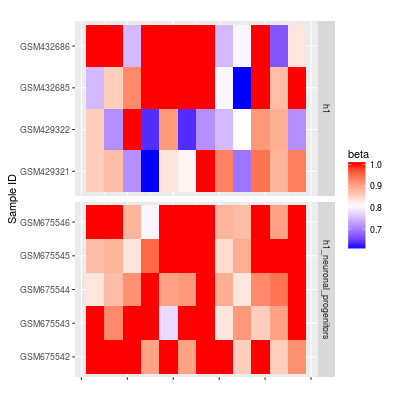 GSM432686
GSM432685
GSM429322
GSM429321
h1
GSM675546
GSM675545
GSM675544
GSM675543
GSM675542
h1_neuronal_progenitors
Sample ID
beta
1.0
0.9
0.8
0.7